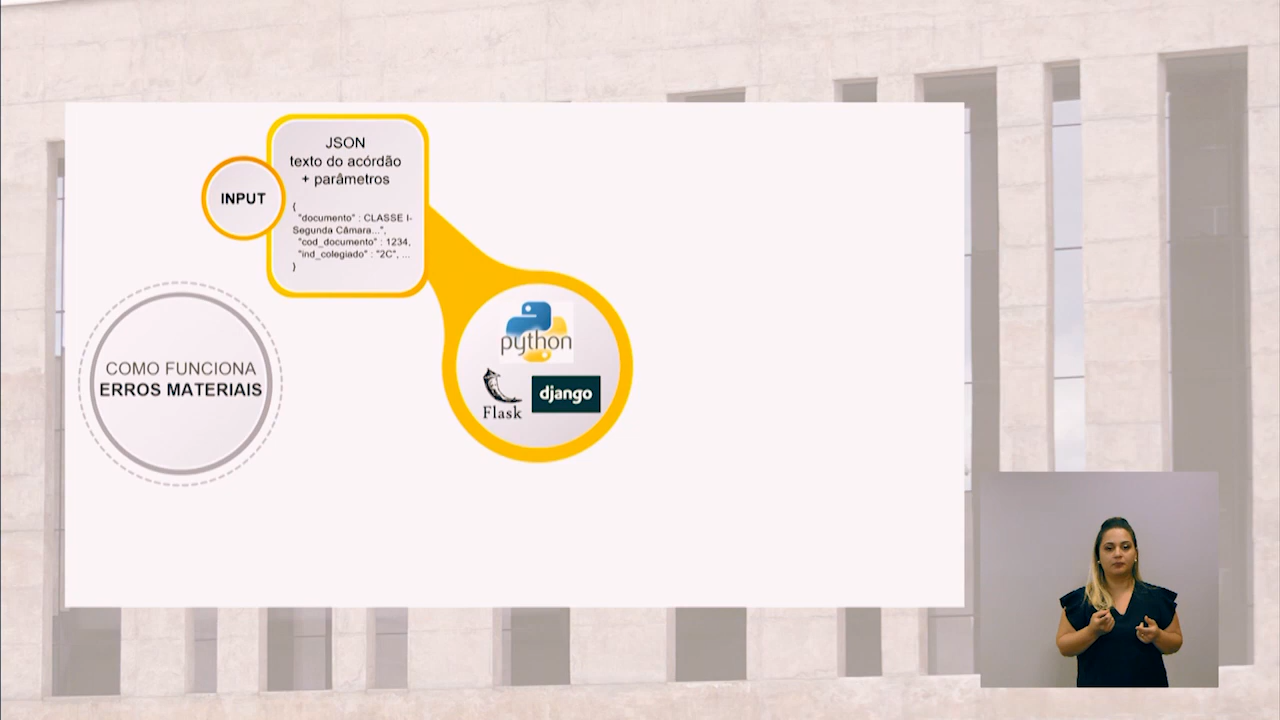 JSON
texto do acórdão
+ parâmetros
INPUT
{
"documento" : CLASSE I-
Segunda Câmara...",
"cod_documento" : 1234,
"ind_colegiado" : "2C", ...
}
python
Flask
django
COMO FUNCIONA
ERROS MATERIAIS